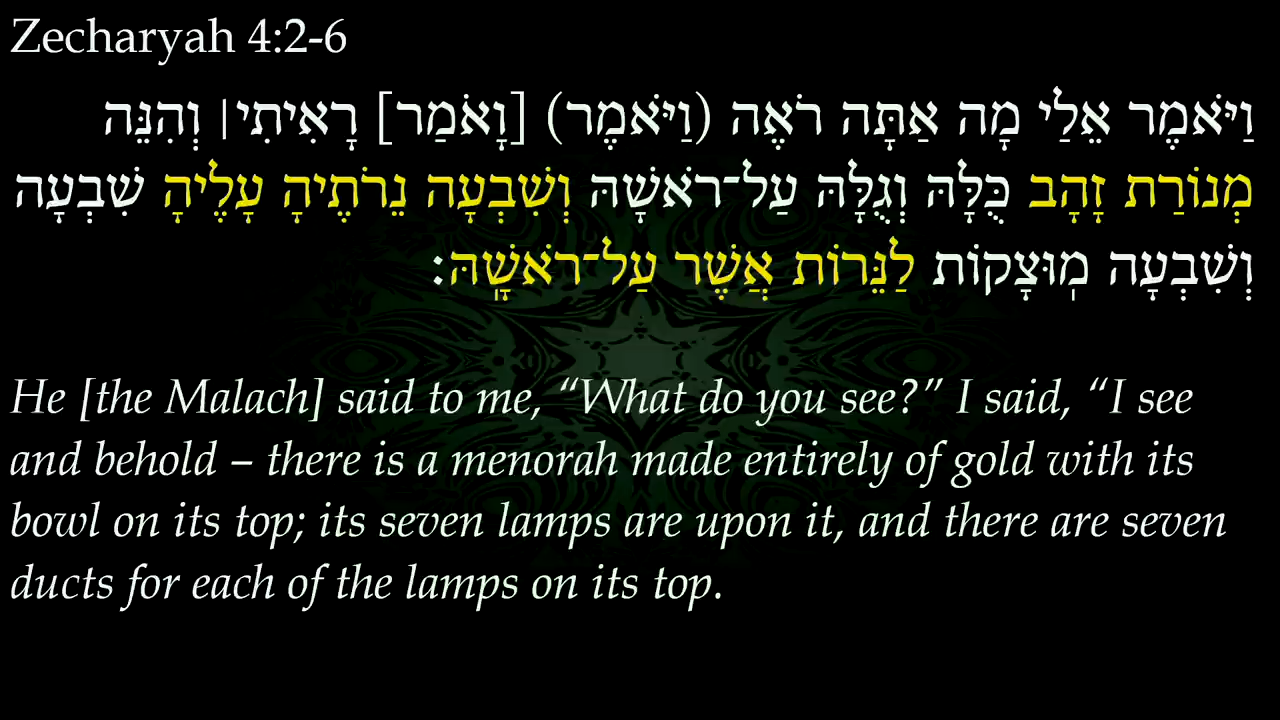 Zecharyah 4:2-6
וַיֹּאמֶר אֵלַי מָה אַתָּה רֹאֶה (וַיֹּאמֶר) [וָאֹמַר] רָאִיתִי׀ וְהִנֵּה
מְנוֹרַת זָהָב כֻּלָּהּ וְגֻלָּהּ עַל־רֹאשָׁהּ וְשִׁבְעָה נֵרֹתֶיהָ עָלֶיהָ שִׁבְעָה
וְשִׁבְעָה מוּצָקוֹת לַנֵּרוֹת אֲשֶׁר עַל־רֹאשָׁהּ׃
He [the Malach] said to me, “What do you see?” I said, “I see
and behold – there is a menorah made entirely of gold with its
bowl on its top; its seven lamps are upon it, and there are seven
ducts for each of the lamps on its top.